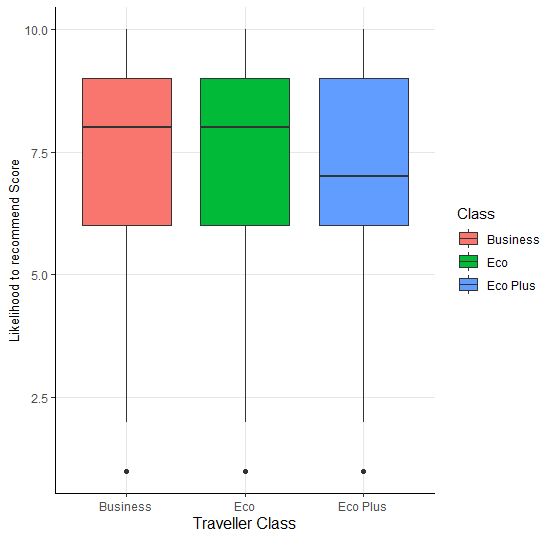 10.0
7.5
5.0
2.5
Likelihood to recommend Score
Business
Eco
Eco Plus
Traveller Class
Class
Business
Eco
Eco Plus